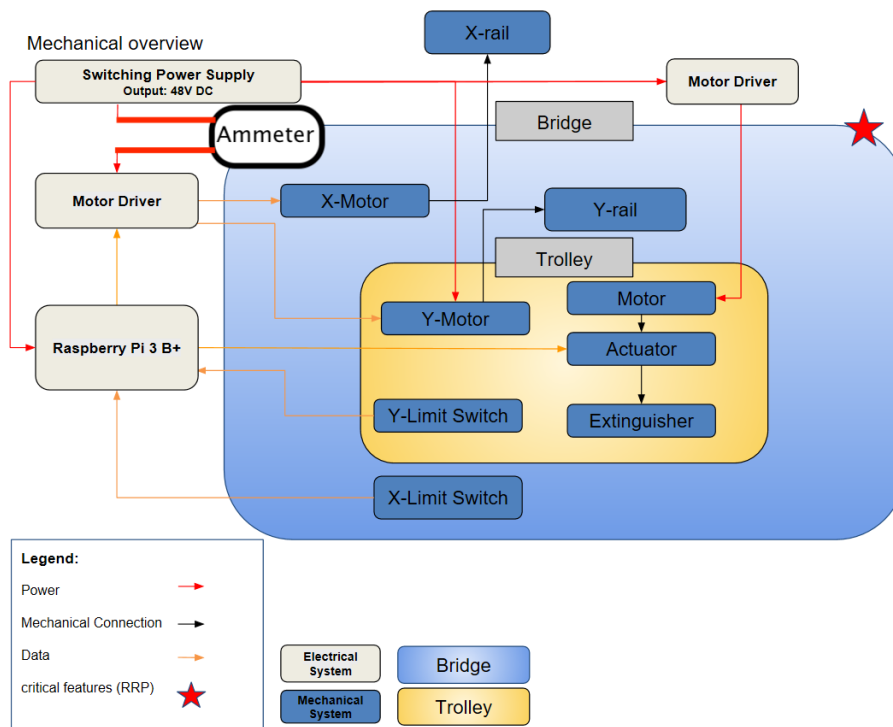 X-rail
Mechanical overview
Switching Power Supply
Output: 48V DC
Motor Driver
Ammeter
Bridge
Motor Driver
X-Motor
Y-rail
Trolley
Motor
Y-Motor
Raspberry Pi 3 B+
Actuator
Y-Limit Switch
Extinguisher
X-Limit Switch
Legend:
Power
Mechanical Connection
Data
critical features (RRP)
Electrical
System
Bridge
Mechanical
System
Trolley